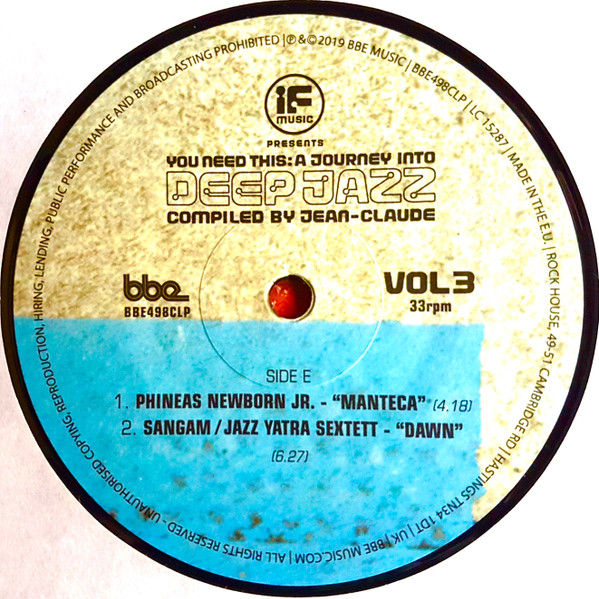 UNAUTHORISED COPYING, REPRODUCTION, HIRING, LENDING, PUBLIC PERFORMANCE AND BROADCASTING PROHIBITED | ℗ & © 2019 BBE MUSIC | BBE498CLP | LC 15287 | MADE IN THE E.U. | ROCK HOUSE, 49-51 CAMBRIDGE RD | HASTINGS TN34 1DT | UK | BBE MUSIC.COM | ALL RIGHTS RESERVED -
iF
MUSIC
PRESENTS
YOU NEED THIS: A JOURNEY INTO
DEEP JAZZ
COMPILED BY JEAN-CLAUDE
bbe
BBE498CLP
VOL 3
33rpm
SIDE E
1. PHINEAS NEWBORN JR. - “MANTECA” (4.18)
2. SANGAM / JAZZ YATRA SEXTETT - “DAWN”
(6.27)